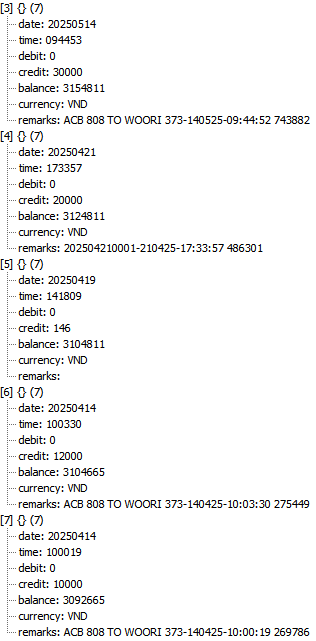 [3] {} (7)
date: 20250514
time: 094453
debit: 0
credit: 30000
balance: 3154811
currency: VND
remarks: ACB 808 TO WOORI 373-140525-09:44:52 743882
[4] {} (7)
date: 20250421
time: 173357
debit: 0
credit: 20000
balance: 3124811
currency: VND
remarks: 202504210001-210425-17:33:57 486301
[5] {} (7)
date: 20250419
time: 141809
debit: 0
credit: 146
balance: 3104811
currency: VND
remarks:
[6] {} (7)
date: 20250414
time: 100330
debit: 0
credit: 12000
balance: 3104665
currency: VND
remarks: ACB 808 TO WOORI 373-140425-10:03:30 275449
[7] {} (7)
date: 20250414
time: 100019
debit: 0
credit: 10000
balance: 3092665
currency: VND
remarks: ACB 808 TO WOORI 373-140425-10:00:19 269786